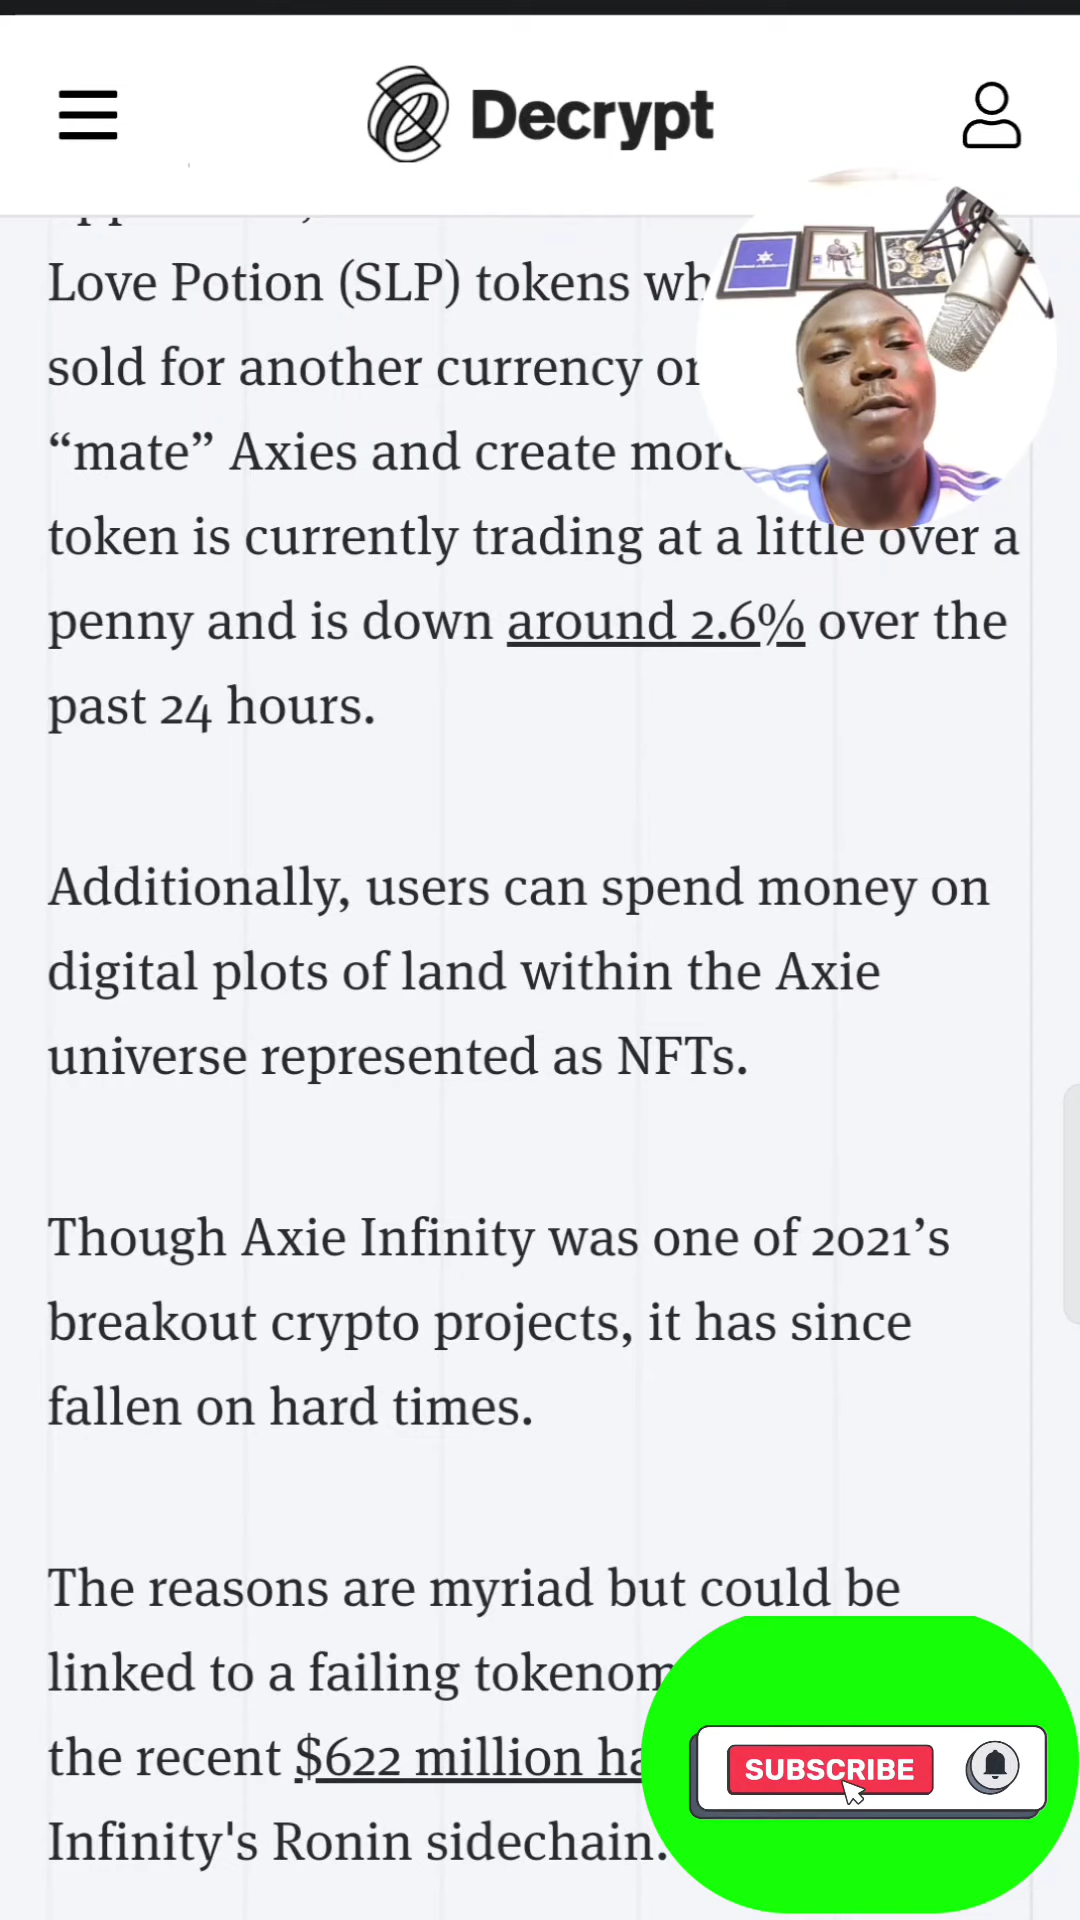 Decrypt
Love Potion (SLP) tokens
sold for another currency or
“mate” Axies and create
token is currently trading at a little over a
penny and is down around 2.6% over the
past 24 hours.
Additionally, users can spend money on
digital plots of land within the Axie
universe represented as NFTs.
Though Axie Infinity was one of 2021’s
breakout crypto projects, it has since
fallen on hard times.
The reasons are myriad but could be
linked to a failing
the recent $622 million
Infinity's Ronin sidechain.
SUBSCRIBE